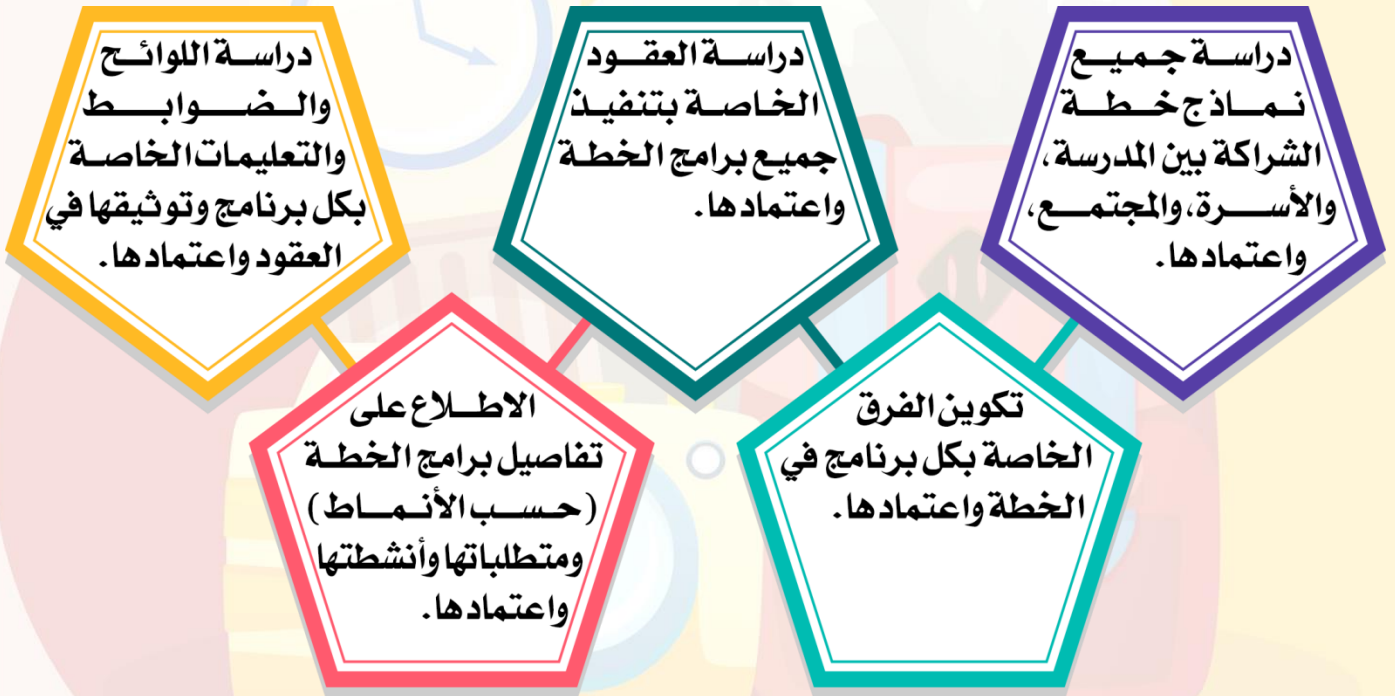 دراسة جميع
نماذج خطة
الشراكة بين المدرسة،
والأسرة، والمجتمع،
واعتمادها.
تكوين الفرق
الخاصة بكل برنامج في
الخطة واعتمادها.
دراسة العقود
الخاصة بتنفيذ
جميع برامج الخطة
واعتمادها.
الاطلاع على
تفاصيل برامج الخطة
(حسب الأنماط)
ومتطلباتها وأنشطتها
واعتمادها.
دراسة اللوائح
والضوابط
والتعليمات الخاصة
بكل برنامج وتوثيقها في
العقود واعتمادها.